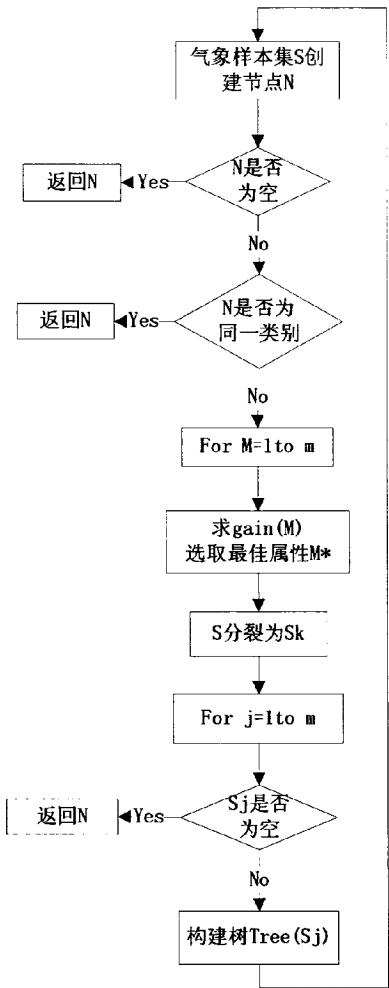 气象样本集S创
建节点N
N是否
为空
Yes
返回N
No
N是否为
同一类别
Yes
返回N
No
For M=1to m
求gain(M)
选取最佳属性M*
S分裂为Sk
For j=1to m
Sj是否
为空
Yes
返回N
No
构建树Tree(Sj)